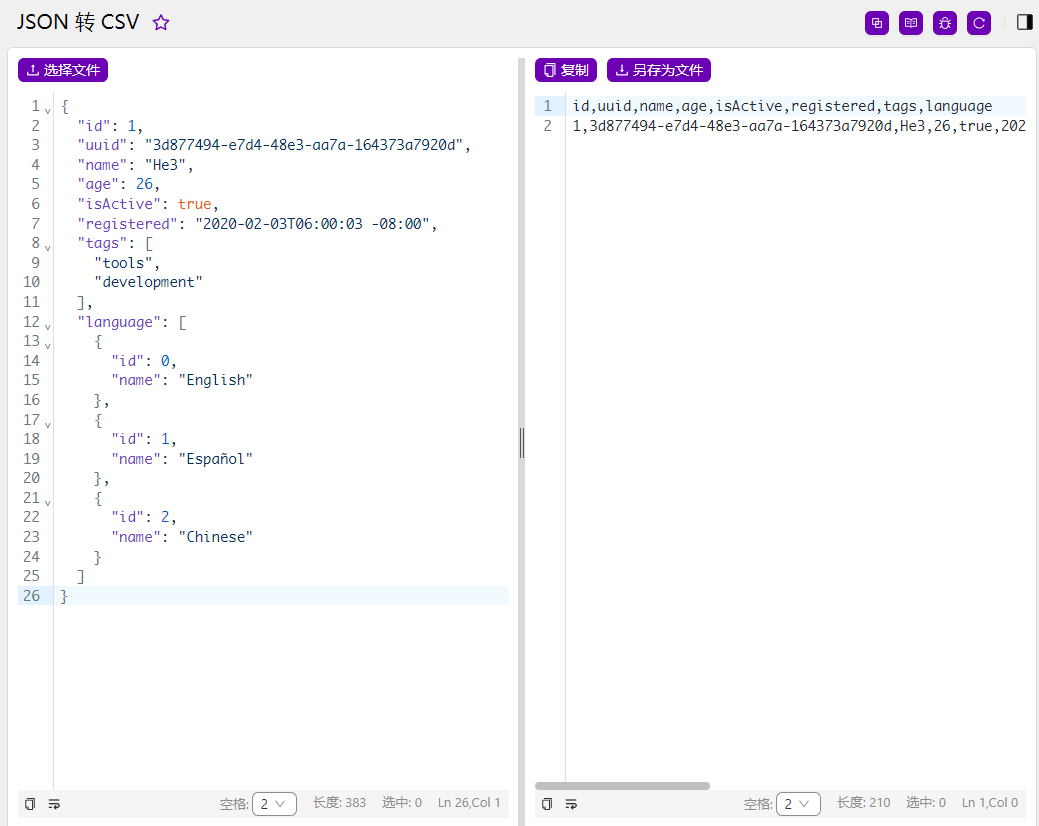 JSON 转 CSV
选择文件
1 {
2 "id": 1,
3 "uuid": "3d877494-e7d4-48e3-aa7a-164373a7920d",
4 "name": "He3",
5 "age": 26,
6 "isActive": true,
7 "registered": "2020-02-03T06:00:03 -08:00",
8 "tags": [
9 "tools",
10 "development"
11 ],
12 "language": [
13 {
14 "id": 0,
15 "name": "English"
16 },
17 {
18 "id": 1,
19 "name": "Español"
20 },
21 {
22 "id": 2,
23 "name": "Chinese"
24 }
25 ]
26 }
空格: 2 长度: 383 选中: 0 Ln 26,Col 1
复制 另存为文件
1 id,uuid,name,age,isActive,registered,tags,language
2 1,3d877494-e7d4-48e3-aa7a-164373a7920d,He3,26,true,202
空格: 2 长度: 210 选中: 0 Ln 1,Col 0